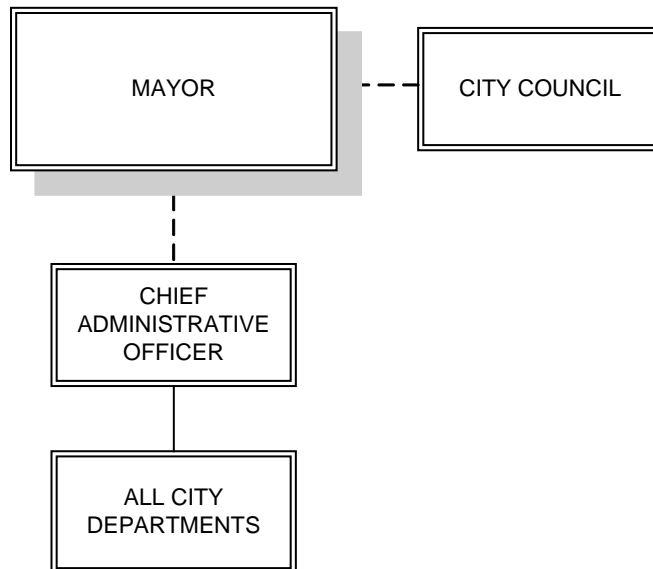 MAYOR
CITY COUNCIL
CHIEF
ADMINISTRATIVE
OFFICER
ALL CITY
DEPARTMENTS